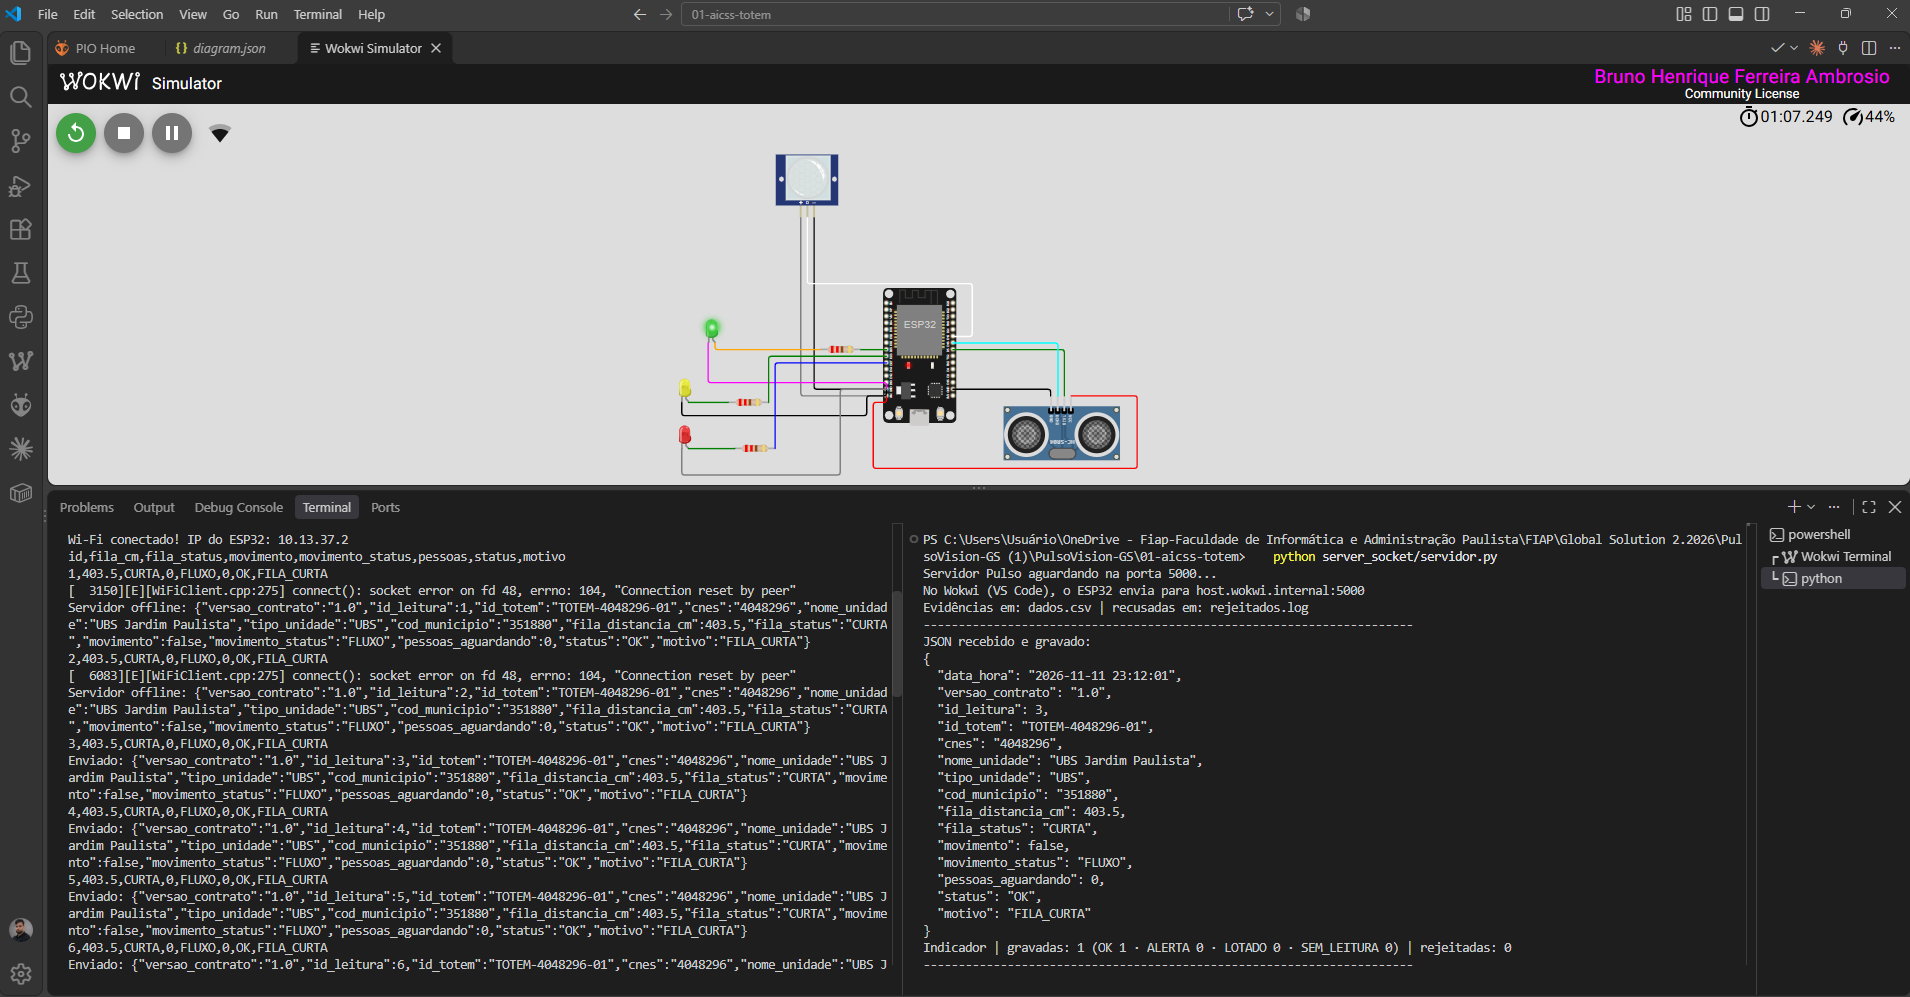 File Edit Selection View Go Run Terminal Help
01-aicss-totem
PIO Home
diagram.json
Wokwi Simulator
WOKWi Simulator
Bruno Henrique Ferreira Ambrosio
Community License
01:07.249 44%
ESP32
HC-SR04
Problems Output Debug Console Terminal Ports
Wi-Fi conectado! IP do ESP32: 10.13.37.2
id,fila_cm,fila_status,movimento,movimento_status,pessoas,status,motivo
1,403.5,CURTA,0,FLUXO,0,OK,FILA_CURTA
[  3150][E][WiFiClient.cpp:275] connect(): socket error on fd 48, errno: 104, "Connection reset by peer"
Servidor offline: {"versao_contrato":"1.0","id_leitura":1,"id_totem":"TOTEM-4048296-01","cnes":"4048296","nome_unidad
e":"UBS Jardim Paulista","tipo_unidade":"UBS","cod_municipio":"351880","fila_distancia_cm":403.5,"fila_status":"CURTA
","movimento":false,"movimento_status":"FLUXO","pessoas_aguardando":0,"status":"OK","motivo":"FILA_CURTA"}
2,403.5,CURTA,0,FLUXO,0,OK,FILA_CURTA
[  6083][E][WiFiClient.cpp:275] connect(): socket error on fd 48, errno: 104, "Connection reset by peer"
Servidor offline: {"versao_contrato":"1.0","id_leitura":2,"id_totem":"TOTEM-4048296-01","cnes":"4048296","nome_unidad
e":"UBS Jardim Paulista","tipo_unidade":"UBS","cod_municipio":"351880","fila_distancia_cm":403.5,"fila_status":"CURTA
","movimento":false,"movimento_status":"FLUXO","pessoas_aguardando":0,"status":"OK","motivo":"FILA_CURTA"}
3,403.5,CURTA,0,FLUXO,0,OK,FILA_CURTA
Enviado: {"versao_contrato":"1.0","id_leitura":3,"id_totem":"TOTEM-4048296-01","cnes":"4048296","nome_unidade":"UBS J
ardim Paulista","tipo_unidade":"UBS","cod_municipio":"351880","fila_distancia_cm":403.5,"fila_status":"CURTA","movime
nto":false,"movimento_status":"FLUXO","pessoas_aguardando":0,"status":"OK","motivo":"FILA_CURTA"}
4,403.5,CURTA,0,FLUXO,0,OK,FILA_CURTA
Enviado: {"versao_contrato":"1.0","id_leitura":4,"id_totem":"TOTEM-4048296-01","cnes":"4048296","nome_unidade":"UBS J
ardim Paulista","tipo_unidade":"UBS","cod_municipio":"351880","fila_distancia_cm":403.5,"fila_status":"CURTA","movime
nto":false,"movimento_status":"FLUXO","pessoas_aguardando":0,"status":"OK","motivo":"FILA_CURTA"}
5,403.5,CURTA,0,FLUXO,0,OK,FILA_CURTA
Enviado: {"versao_contrato":"1.0","id_leitura":5,"id_totem":"TOTEM-4048296-01","cnes":"4048296","nome_unidade":"UBS J
ardim Paulista","tipo_unidade":"UBS","cod_municipio":"351880","fila_distancia_cm":403.5,"fila_status":"CURTA","movime
nto":false,"movimento_status":"FLUXO","pessoas_aguardando":0,"status":"OK","motivo":"FILA_CURTA"}
6,403.5,CURTA,0,FLUXO,0,OK,FILA_CURTA
Enviado: {"versao_contrato":"1.0","id_leitura":6,"id_totem":"TOTEM-4048296-01","cnes":"4048296","nome_unidade":"UBS J
PS C:\Users\Usuário\OneDrive - Fiap-Faculdade de Informática e Administração Paulista\FIAP\Global Solution 2.2026\Pul
soVision-GS (1)\PulsoVision-GS\01-aicss-totem>    python server_socket/servidor.py
Servidor Pulso aguardando na porta 5000...
No Wokwi (VS Code), o ESP32 envia para host.wokwi.internal:5000
Evidências em: dados.csv | recusadas em: rejeitados.log
----------------------------------------------------------------------
JSON recebido e gravado:
{
  "data_hora": "2026-11-11 23:12:01",
  "versao_contrato": "1.0",
  "id_leitura": 3,
  "id_totem": "TOTEM-4048296-01",
  "cnes": "4048296",
  "nome_unidade": "UBS Jardim Paulista",
  "tipo_unidade": "UBS",
  "cod_municipio": "351880",
  "fila_distancia_cm": 403.5,
  "fila_status": "CURTA",
  "movimento": false,
  "movimento_status": "FLUXO",
  "pessoas_aguardando": 0,
  "status": "OK",
  "motivo": "FILA_CURTA"
}
Indicador | gravadas: 1 (OK 1 · ALERTA 0 · LOTADO 0 · SEM_LEITURA 0) | rejeitadas: 0
----------------------------------------------------------------------
powershell
Wokwi Terminal
python